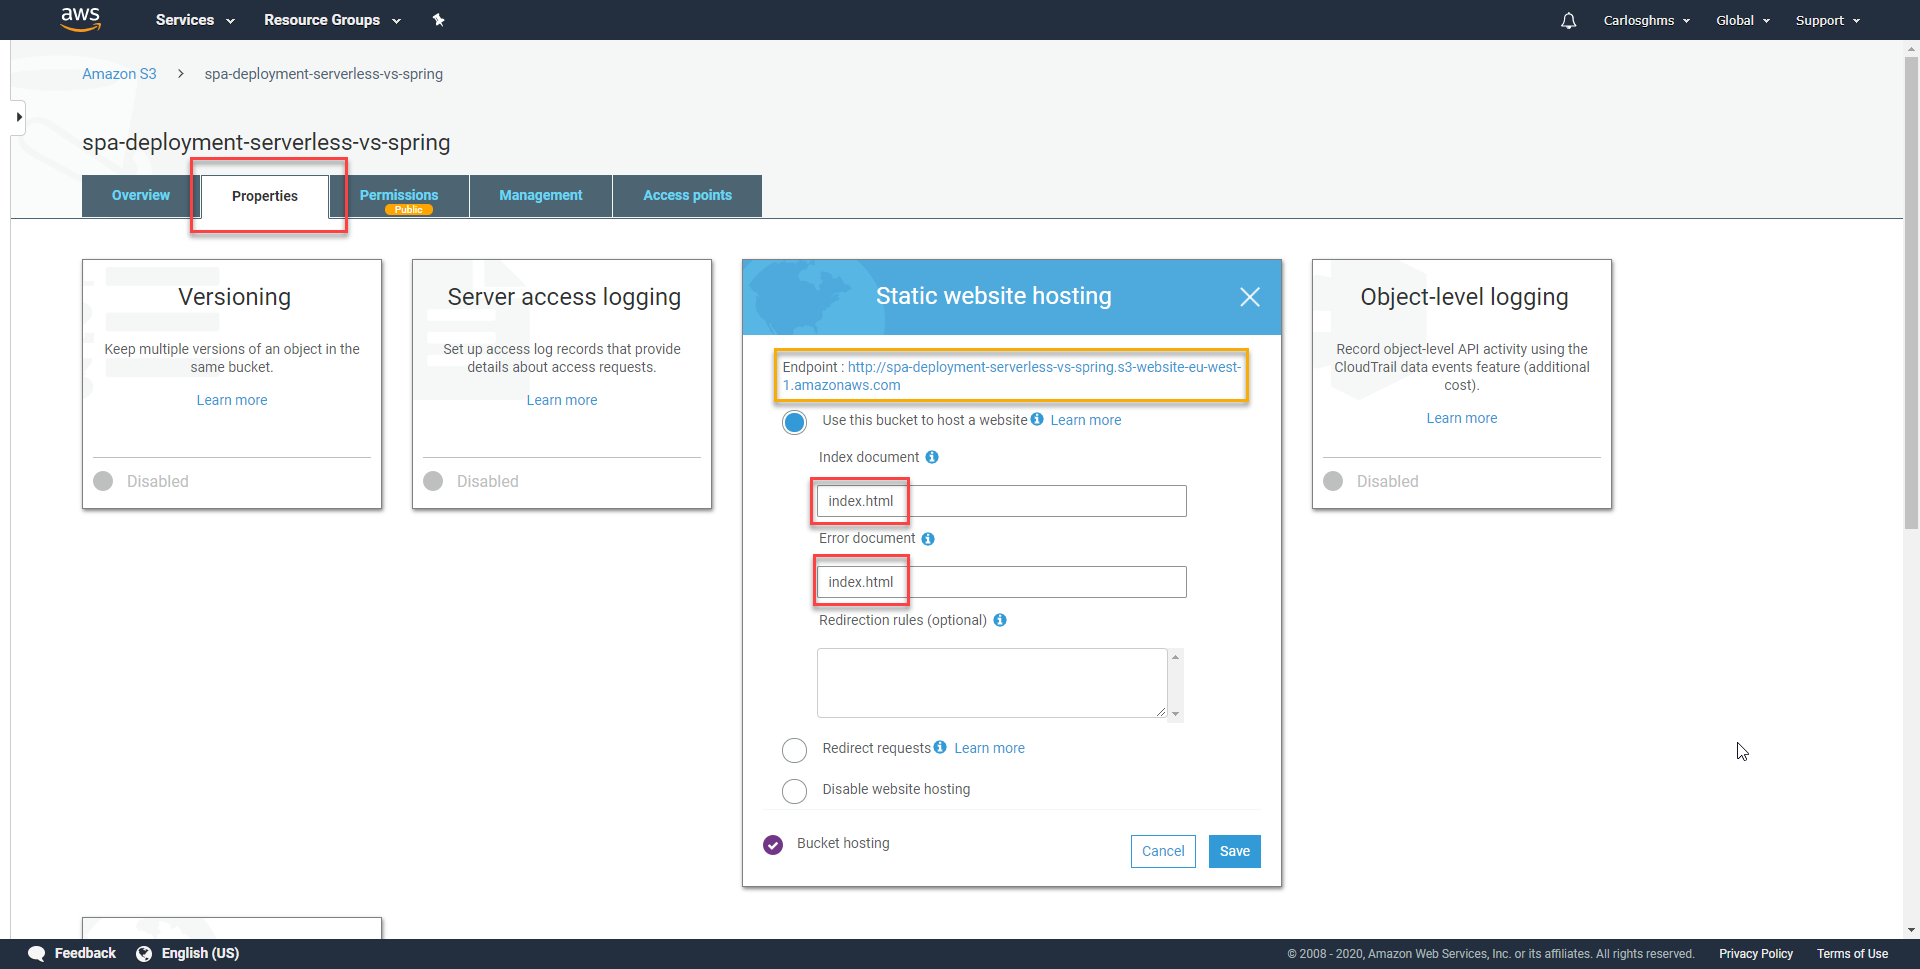 aws Services Resource Groups Carlosghms Global Support
Amazon S3 > spa-deployment-serverless-vs-spring
spa-deployment-serverless-vs-spring
Overview Properties Permissions Management Access points
Public
Versioning
Keep multiple versions of an object in the
same bucket.
Learn more
Disabled
Server access logging
Set up access log records that provide
details about access requests.
Learn more
Disabled
Static website hosting
Endpoint : http://spa-deployment-serverless-vs-spring.s3-website-eu-west-
1.amazonaws.com
Use this bucket to host a website Learn more
Index document
index.html
Error document
index.html
Redirection rules (optional)
Redirect requests Learn more
Disable website hosting
Bucket hosting
Cancel Save
Object-level logging
Record object-level API activity using the
CloudTrail data events feature (additional
cost).
Learn more
Disabled
Feedback English (US) © 2008 - 2020, Amazon Web Services, Inc. or its affiliates. All rights reserved. Privacy Policy Terms of Use